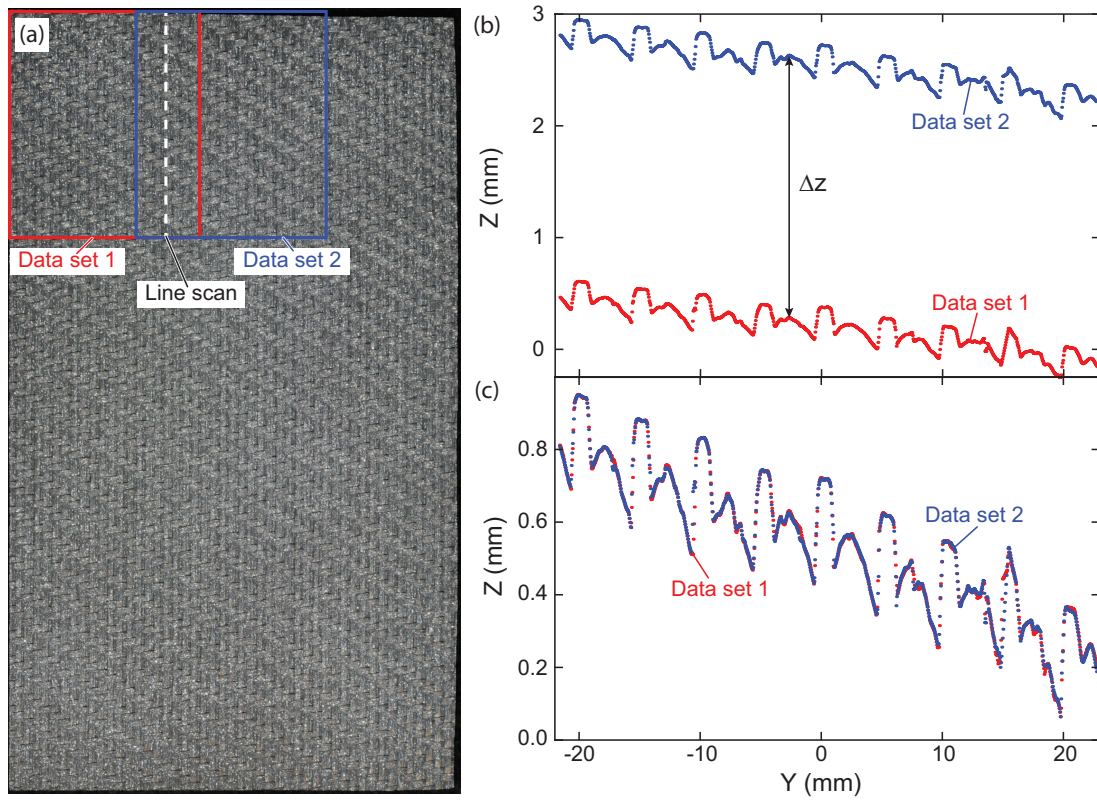 (a)
Data set 1
Data set 2
Line scan
(b)
3
2
1
0
Z (mm)
Data set 2
Δz
Data set 1
(c)
0.8
0.6
0.4
0.2
0.0
Z (mm)
Data set 2
Data set 1
-20
-10
0
10
20
Y (mm)